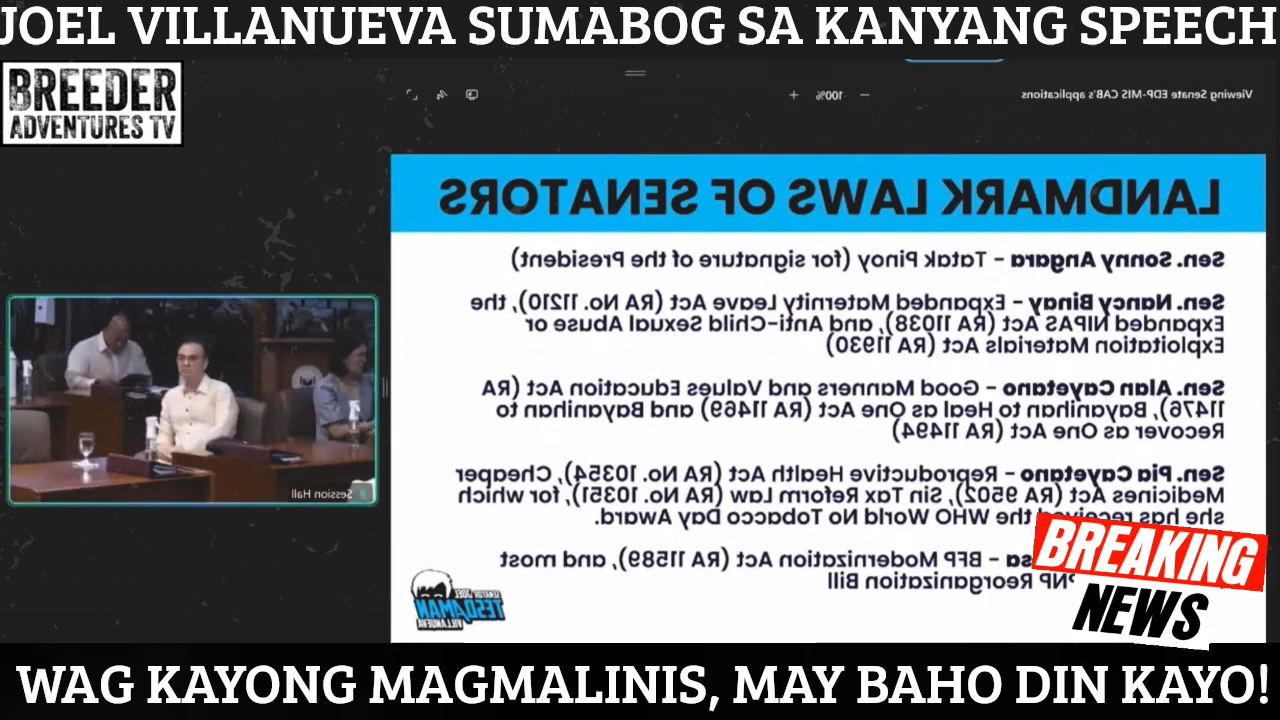 JOEL VILLANUEVA SUMABOG SA KANYANG SPEECH
BREEDER
ADVENTURES TV
Viewing Senate EDP-MIS CAB's applications
100%
LANDMARK LAWS OF SENATORS
Sen. Sonny Angara - Tatak Pinoy (for signature of the President)
Sen. Nancy Binay - Expanded Maternity Leave Act (RA No. 11210), the
Expanded NIPAS Act (RA 11038), and Anti-Child Sexual Abuse or
Exploitation Materials Act (RA 11930)
Sen. Alan Cayetano - Good Manners and Values Education Act (RA
11476), Bayanihan to Heal as One Act (RA 11469) and Bayanihan to
Recover as One Act (RA 11494)
Sen. Pia Cayetano - Reproductive Health Act (RA No. 10354), Cheaper
Medicines Act (RA 9502), Sin Tax Reform Law (RA No. 10351), for which
she has received the WHO World No Tobacco Day Award.
sa - BFP Modernization Act (RA 11589), and most
PNP Reorganization Bill
Session Hall
SENATOR JOEL
TESDAMAN
VILLANUEVA
BREAKING
NEWS
WAG KAYONG MAGMALINIS, MAY BAHO DIN KAYO!